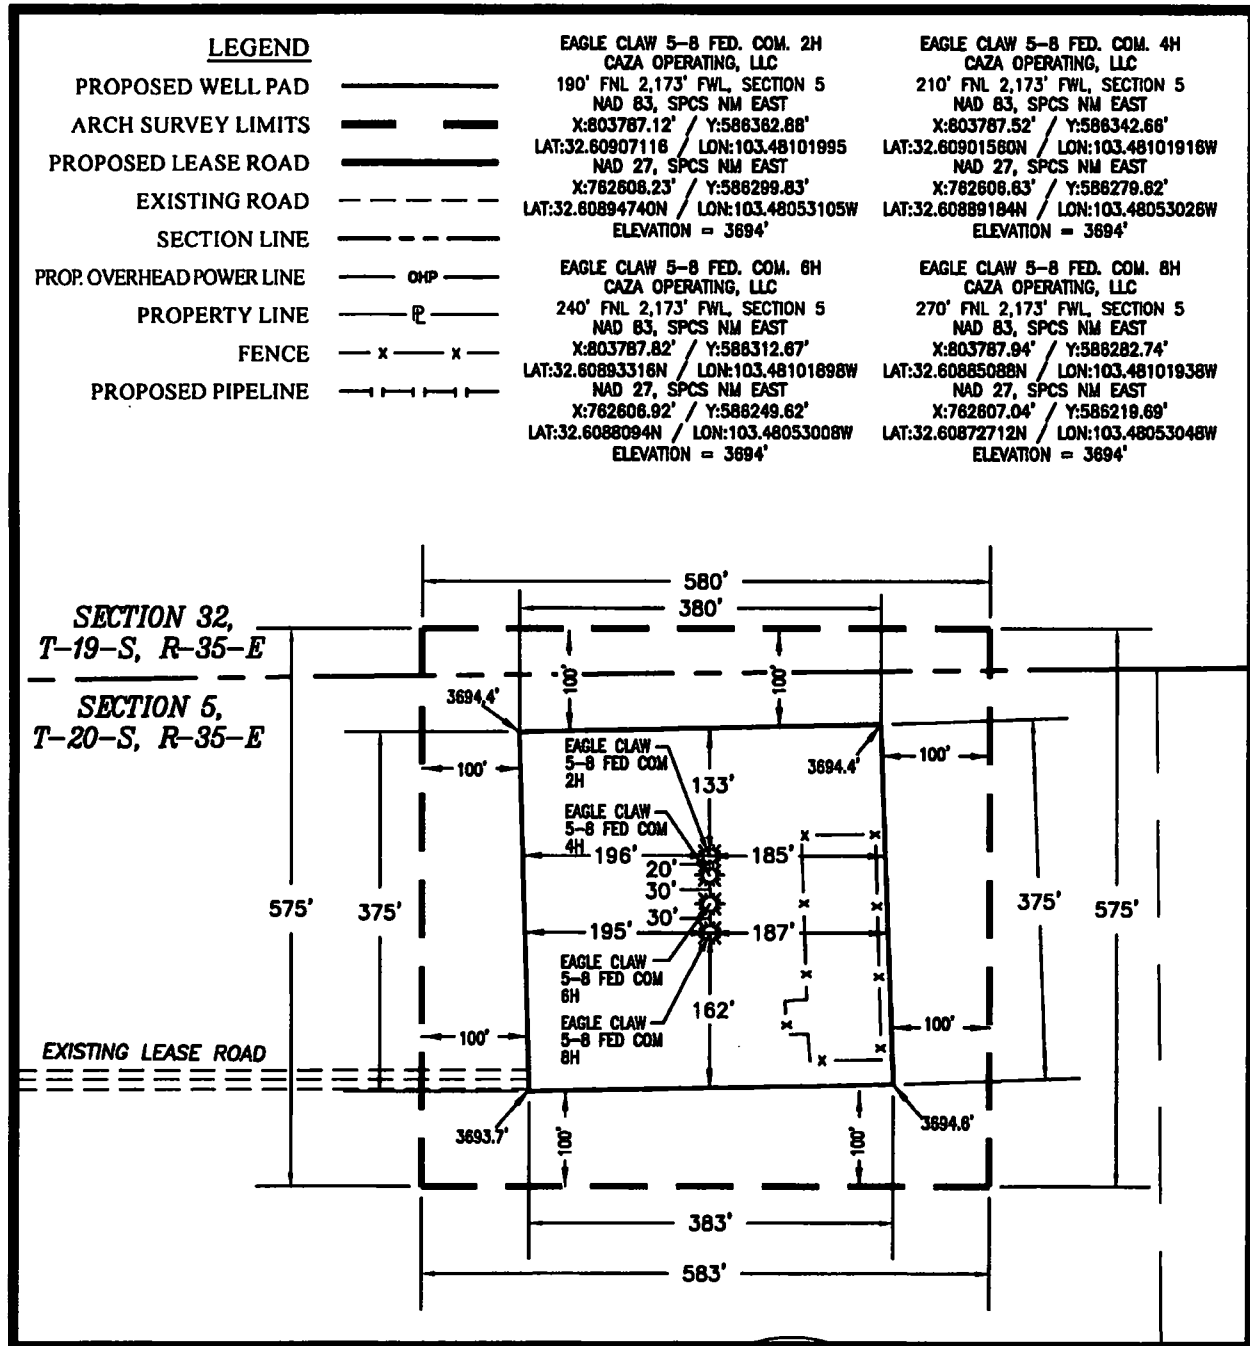 LEGEND
PROPOSED WELL PAD
ARCH SURVEY LIMITS
PROPOSED LEASE ROAD
EXISTING ROAD
SECTION LINE
PROP. OVERHEAD POWER LINE
OHP
PROPERTY LINE
PL
FENCE
x x
PROPOSED PIPELINE
EAGLE CLAW 5-8 FED. COM. 2H
CAZA OPERATING, LLC
190' FNL 2,173' FWL, SECTION 5
NAD 83, SPCS NM EAST
X:803787.12' / Y:586362.88'
LAT:32.60907116 / LON:103.48101995
NAD 27, SPCS NM EAST
X:762606.23' / Y:586299.83'
LAT:32.60894740N / LON:103.48053105W
ELEVATION = 3694'
EAGLE CLAW 5-8 FED. COM. 4H
CAZA OPERATING, LLC
210' FNL 2,173' FWL, SECTION 5
NAD 83, SPCS NM EAST
X:803787.52' / Y:586342.66'
LAT:32.60901560N / LON:103.48101916W
NAD 27, SPCS NM EAST
X:762606.63' / Y:586279.62'
LAT:32.60889184N / LON:103.48053026W
ELEVATION = 3694'
EAGLE CLAW 5-8 FED. COM. 6H
CAZA OPERATING, LLC
240' FNL 2,173' FWL, SECTION 5
NAD 83, SPCS NM EAST
X:803787.82' / Y:586312.67'
LAT:32.60893316N / LON:103.48101898W
NAD 27, SPCS NM EAST
X:762606.92' / Y:586249.62'
LAT:32.6088094N / LON:103.48053008W
ELEVATION = 3694'
EAGLE CLAW 5-8 FED. COM. 8H
CAZA OPERATING, LLC
270' FNL 2,173' FWL, SECTION 5
NAD 83, SPCS NM EAST
X:803787.94' / Y:586282.74'
LAT:32.60885088N / LON:103.48101938W
NAD 27, SPCS NM EAST
X:762607.04' / Y:586219.69'
LAT:32.60872712N / LON:103.48053048W
ELEVATION = 3694'
580'
380'
SECTION 32,
T-19-S, R-35-E
100'
100'
SECTION 5,
T-20-S, R-35-E
3694.4'
3694.4'
100'
100'
EAGLE CLAW
5-8 FED COM
2H
133'
EAGLE CLAW
5-8 FED COM
4H
196'
185'
20'
30'
30'
575'
375'
375'
575'
195'
187'
EAGLE CLAW
5-8 FED COM
6H
162'
EAGLE CLAW
5-8 FED COM
8H
100'
100'
EXISTING LEASE ROAD
3693.7'
3694.6'
100'
100'
383'
583'